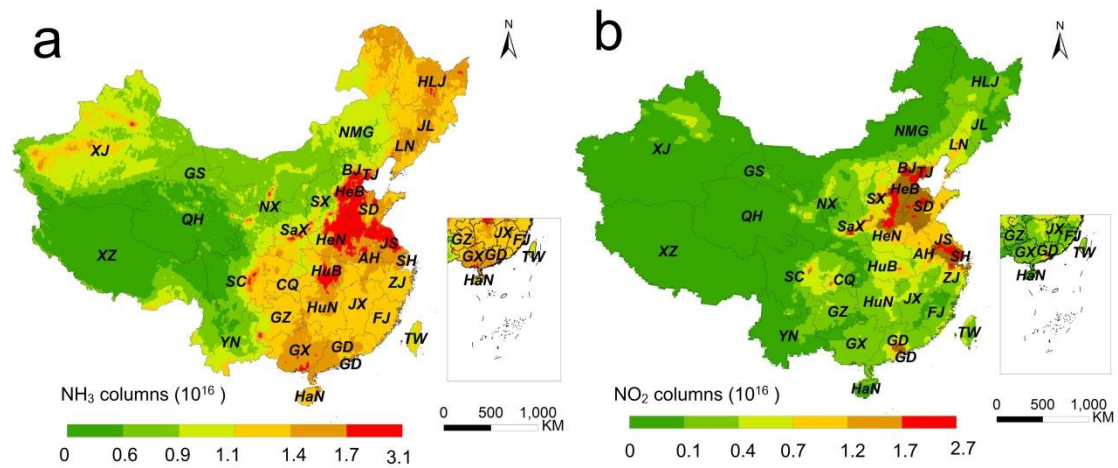 a
N
HLJ
JL
LN
NMG
XJ
GS
BJ
TJ
HeB
SX
NX
SD
QH
SaX
HeN
JS
XZ
AH
SH
HuB
SC
CQ
ZJ
HuN
JX
GZ
FJ
YN
GX
GD
TW
GD
HaN
GZ
JX
FJ
GX
GD
TW
HaN
NH₃ columns (10¹⁶)
0 0.6 0.9 1.1 1.4 1.7 3.1
0 500 1,000
KM
b
N
HLJ
JL
LN
NMG
XJ
GS
BJ
TJ
HeB
SX
NX
SD
QH
SaX
HeN
JS
XZ
AH
SH
HuB
SC
CQ
ZJ
HuN
JX
GZ
FJ
YN
GX
GD
TW
GD
HaN
GZ
JX
FJ
GX
GD
TW
HaN
NO₂ columns (10¹⁶)
0 0.1 0.4 0.7 1.2 1.7 2.7
0 500 1,000
KM